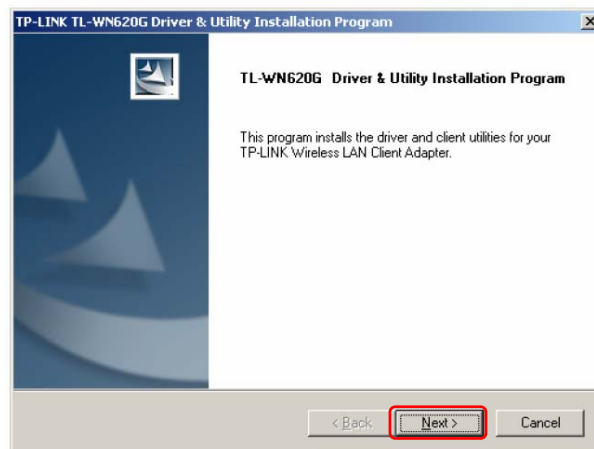 TP-LINK TL-WN620G Driver & Utility Installation Program
TL-WN620G Driver & Utility Installation Program
This program installs the driver and client utilities for your
TP-LINK Wireless LAN Client Adapter.
< Back
Next >
Cancel